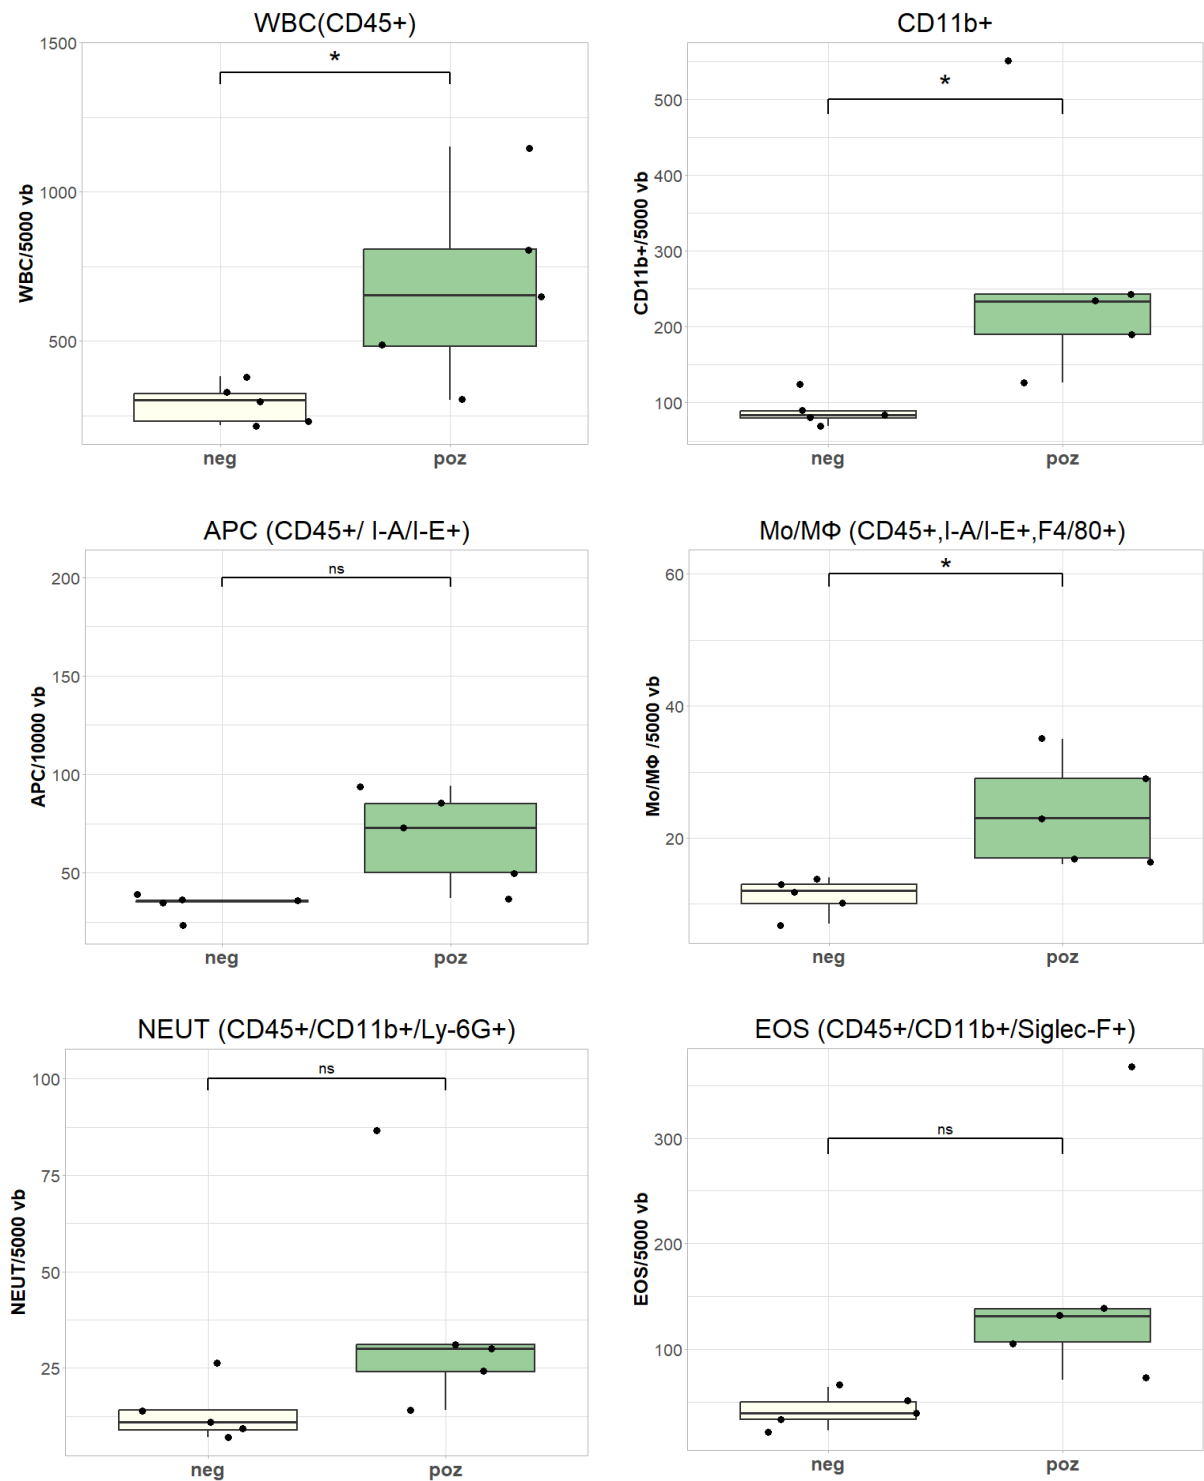 WBC(CD45+)
WBC/5000 vb
1500
1000
500
*
neg
poz
CD11b+
CD11b+/5000 vb
500
400
300
200
100
*
neg
poz
APC (CD45+/ I-A/I-E+)
APC/10000 vb
200
150
100
50
ns
neg
poz
Mo/MΦ (CD45+,I-A/I-E+,F4/80+)
Mo/MΦ /5000 vb
60
40
20
*
neg
poz
NEUT (CD45+/CD11b+/Ly-6G+)
NEUT/5000 vb
100
75
50
25
ns
neg
poz
EOS (CD45+/CD11b+/Siglec-F+)
EOS/5000 vb
300
200
100
ns
neg
poz